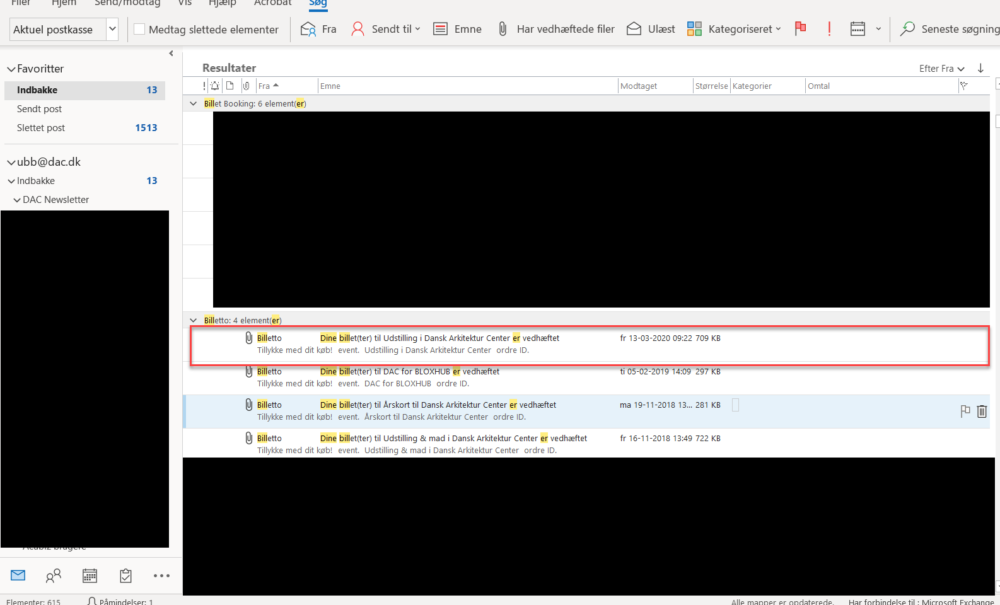 Filer Hjem Send/modtag Vis Hjælp Acrobat Søg
Aktuel postkasse Medtag slettede elementer Fra Sendt til Emne Har vedhæftede filer Ulæst Kategoriseret ! Seneste søgning
Favoritter
Indbakke 13
Sendt post
Slettet post 1513
ubb@dac.dk
Indbakke 13
DAC Newsletter
Elementer: 615 Påmindelser: 1
Resultater Efter Fra
! Fra Emne Modtaget Størrelse Kategorier Omtal
Billet Booking: 6 element(er)
Billetto: 4 element(er)
Billetto Dine billet(ter) til Udstilling i Dansk Arkitektur Center er vedhæftet fr 13-03-2020 09:22 709 KB
Tillykke med dit køb! event. Udstilling i Dansk Arkitektur Center ordre ID.
Billetto Dine billet(ter) til DAC for BLOXHUB er vedhæftet ti 05-02-2019 14:09 297 KB
Tillykke med dit køb! event. DAC for BLOXHUB ordre ID.
Billetto Dine billet(ter) til Årskort til Dansk Arkitektur Center er vedhæftet ma 19-11-2018 13... 281 KB
Tillykke med dit køb! event. Årskort til Dansk Arkitektur Center ordre ID.
Billetto Dine billet(ter) til Udstilling & mad i Dansk Arkitektur Center er vedhæftet fr 16-11-2018 13:49 722 KB
Tillykke med dit køb! event. Udstilling & mad i Dansk Arkitektur Center ordre ID.
Alle mapper er opdaterede. Har forbindelse til : Microsoft Exchange